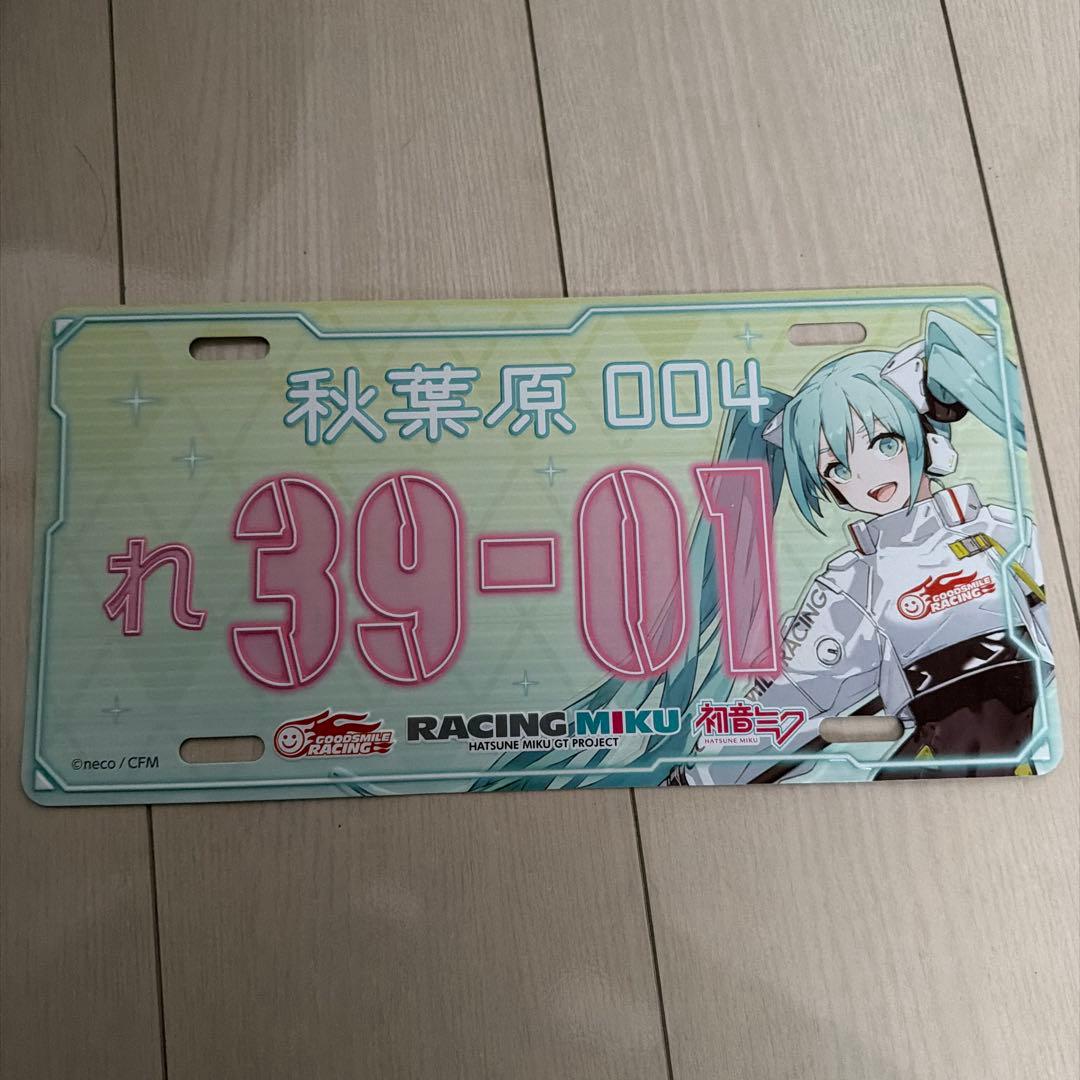 秋葉原 004
れ 39-01
GOODSMILE
RACING
RACING
GOODSMILE
RACING
RACING MIKU
HATSUNE MIKU GT PROJECT
初音ミク
HATSUNE MIKU
©neco / CFM